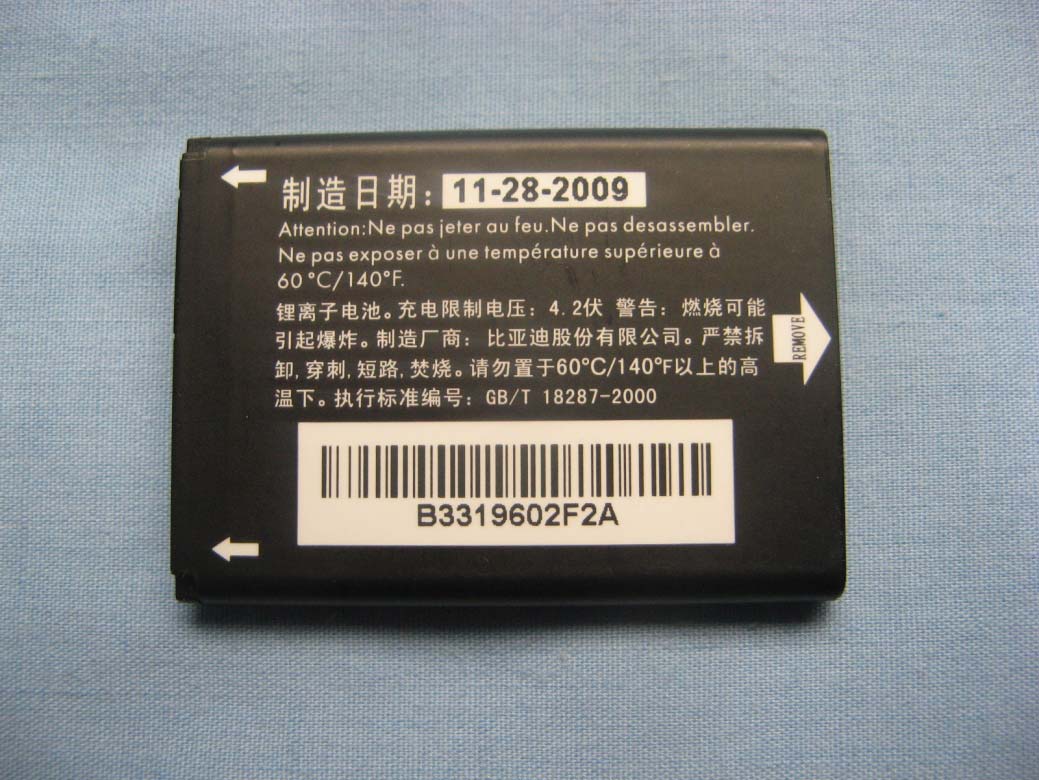 制造日期: 11-28-2009
Attention:Ne pas jeter au feu.Ne pas desassembler.
Ne pas exposer à une température supérieure à
60°C/140°F.
锂离子电池。充电限制电压: 4.2伏 警告: 燃烧可能
引起爆炸。制造厂商: 比亚迪股份有限公司。严禁拆
卸,穿刺,短路,焚烧。请勿置于60°C/140°F以上的高
温下。执行标准编号: GB/T 18287-2000
REMOVE
B3319602F2A